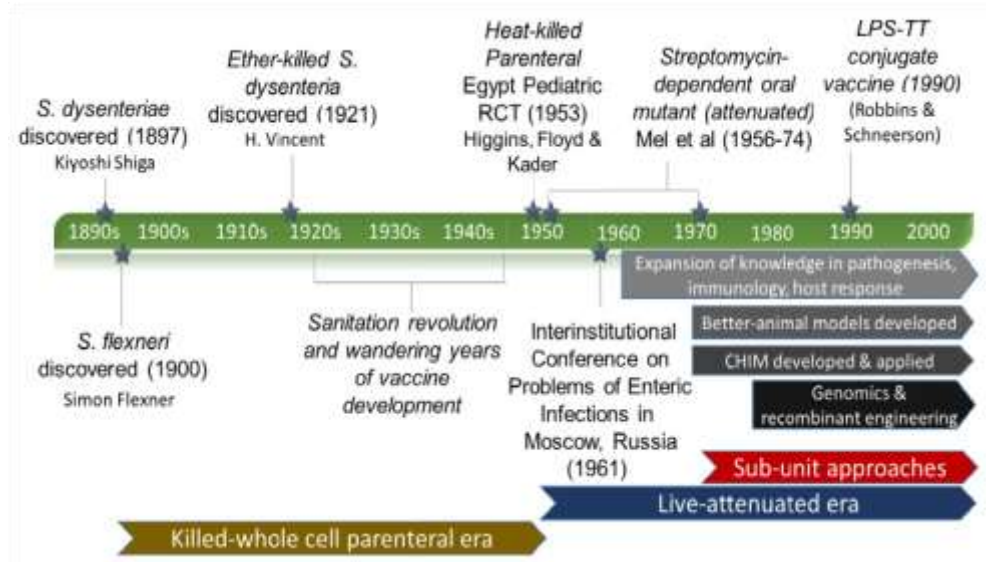 S. dysenteriae
discovered (1897)
Kiyoshi Shiga
Ether-killed S.
dysenteria
discovered (1921)
H. Vincent
Heat-killed
Parenteral
Egypt Pediatric
RCT (1953)
Higgins, Floyd &
Kader
Streptomycin-
dependent oral
mutant (attenuated)
Mel et al (1956-74)
LPS-TT
conjugate
vaccine (1990)
(Robbins &
Schneerson)
1890s 1900s 1910s 1920s 1930s 1940s 1950 1960 1970 1980 1990 2000
S. flexneri
discovered (1900)
Simon Flexner
Sanitation revolution
and wandering years
of vaccine
development
Interinstitutional
Conference on
Problems of Enteric
Infections in
Moscow, Russia
(1961)
Expansion of knowledge in pathogenesis,
immunology, host response
Better-animal models developed
CHIM developed & applied
Genomics &
recombinant engineering
Sub-unit approaches
Live-attenuated era
Killed-whole cell parenteral era